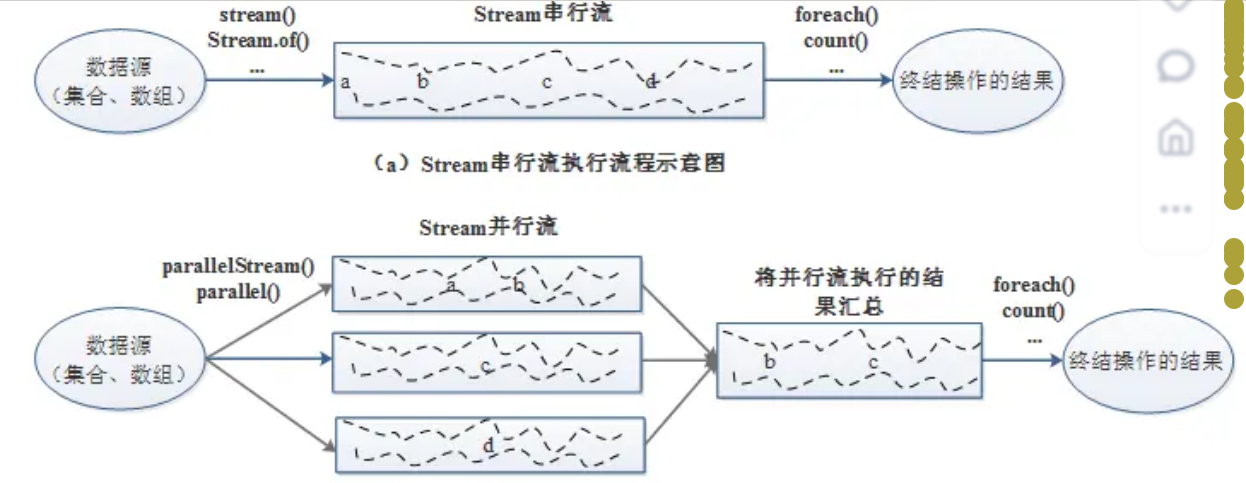 Stream串行流
stream()
Stream.of()
...
foreach()
count()
...
数据源
（集合、数组）
a
b
c
d
终结操作的结果
（a）Stream串行流执行流程示意图
Stream并行流
parallelStream()
parallel()
将并行流执行的结
果汇总
foreach()
count()
...
数据源
（集合、数组）
a
b
c
d
b
c
终结操作的结果